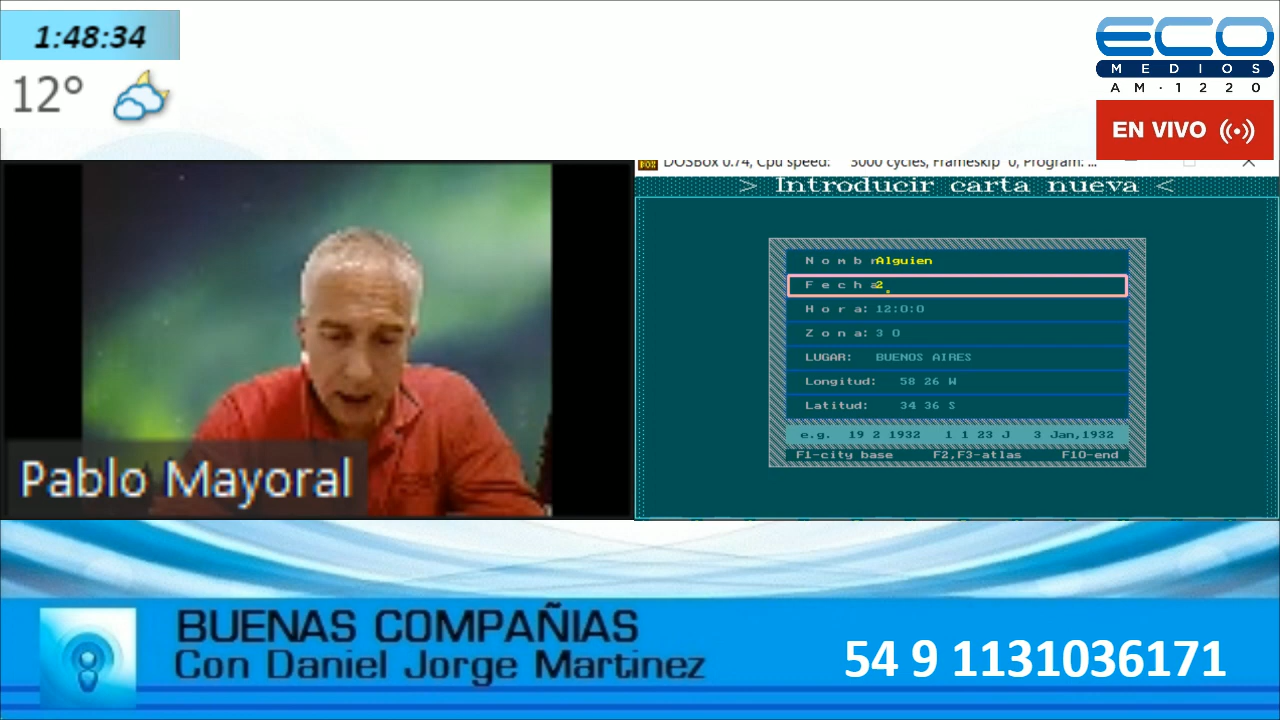 1:48:34
12°
ECO
MEDIOS
AM·1220
EN VIVO
DOSBox 0.74, Cpu speed: 3000 cycles, Frameskip 0, Program: ...
> Introducir carta nueva <
Nombr Alguien
Fecha 2
Hora: 12:0:0
Zona: 3 0
LUGAR: BUENOS AIRES
Longitud: 58 26 W
Latitud: 34 36 S
e.g. 19 2 1932 1 1 23 J 3 Jan,1932
F1-city base F2,F3-atlas F10-end
Pablo Mayoral
BUENAS COMPAÑIAS
Con Daniel Jorge Martinez
54 9 1131036171